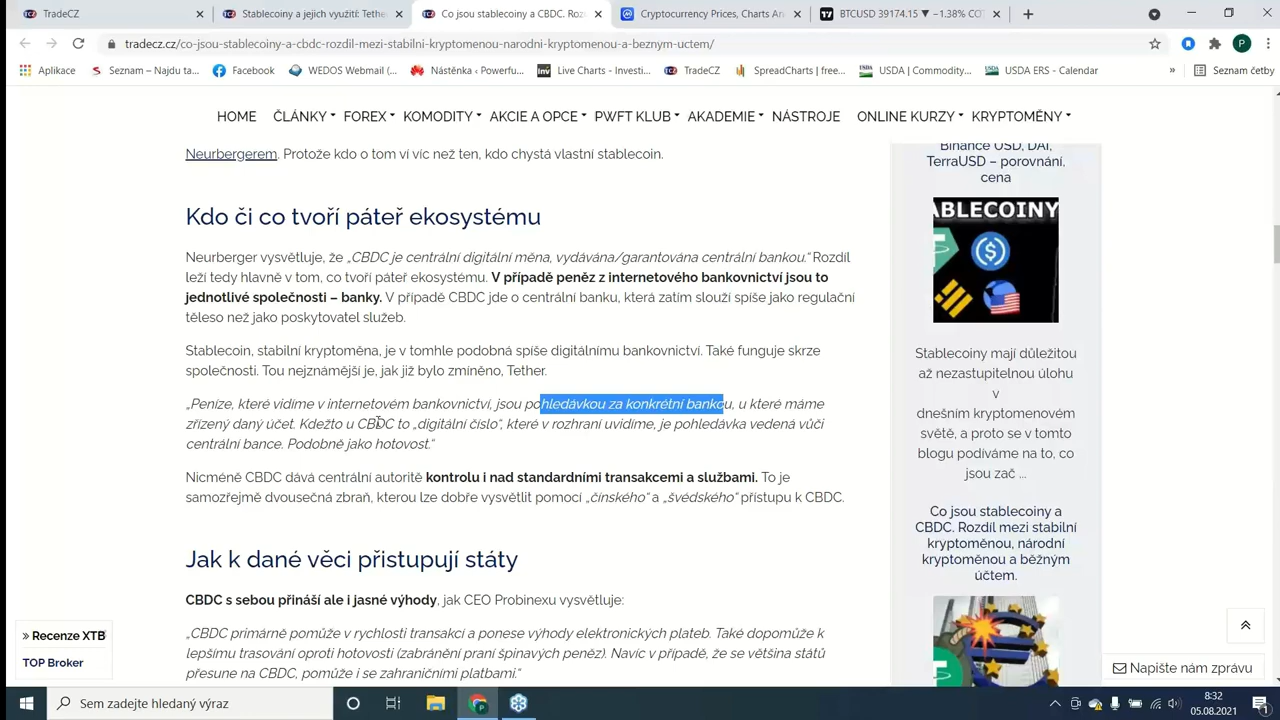 TradeCZ
Stablecoiny a jejich využití: Tethe
Co jsou stablecoiny a CBDC. Roz
Cryptocurrency Prices, Charts An
BTCUSD 39174.15 ▼ −1.38% CO
tradecz.cz/co-jsou-stablecoiny-a-cbdc-rozdil-mezi-stabilni-kryptomenou-narodni-kryptomenou-a-beznym-uctem/
P
Aplikace
Seznam – Najdu ta...
Facebook
WEDOS Webmail (...
Nástěnka ‹ Powerfu...
Live Charts - Investi...
TradeCZ
SpreadCharts | free...
USDA | Commodity...
USDA ERS - Calendar
»
Seznam četby
HOME
ČLÁNKY
FOREX
KOMODITY
AKCIE A OPCE
PWFT KLUB
AKADEMIE
NÁSTROJE
ONLINE KURZY
KRYPTOMĚNY
Neurbergerem. Protože kdo o tom ví víc než ten, kdo chystá vlastní stablecoin.
Kdo či co tvoří páteř ekosystému
Neurberger vysvětluje, že „CBDC je centrální digitální měna, vydávána/garantována centrální bankou.“ Rozdíl
leží tedy hlavně v tom, co tvoří páteř ekosystému. V případě peněz z internetového bankovnictví jsou to
jednotlivé společnosti – banky. V případě CBDC jde o centrální banku, která zatím slouží spíše jako regulační
těleso než jako poskytovatel služeb.
Stablecoin, stabilní kryptoměna, je v tomhle podobná spíše digitálnímu bankovnictví. Také funguje skrze
společnosti. Tou nejznámější je, jak již bylo zmíněno, Tether.
„Peníze, které vidíme v internetovém bankovnictví, jsou pohledávkou za konkrétní bankou, u které máme
zřízený daný účet. Kdežto u CBDC to „digitální číslo“, které v rozhraní uvidíme, je pohledávka vedená vůči
centrální bance. Podobně jako hotovost.“
Nicméně CBDC dává centrální autoritě kontrolu i nad standardními transakcemi a službami. To je
samozřejmě dvousečná zbraň, kterou lze dobře vysvětlit pomocí „čínského“ a „švédského“ přístupu k CBDC.
Jak k dané věci přistupují státy
CBDC s sebou přináší ale i jasné výhody, jak CEO Probinexu vysvětluje:
„CBDC primárně pomůže v rychlosti transakcí a ponese výhody elektronických plateb. Také dopomůže k
lepšímu trasování oproti hotovosti (zabránění praní špinavých peněz). Navíc v případě, že se většina států
přesune na CBDC, pomůže i se zahraničními platbami.“
Binance USD, DAI,
TerraUSD – porovnání,
cena
ABLECOINY
Stablecoiny mají důležitou
až nezastupitelnou úlohu
v
dnešním kryptomenovém
světě, a proto se v tomto
blogu podíváme na to, co
jsou zač ...
Co jsou stablecoiny a
CBDC. Rozdíl mezi stabilní
kryptoměnou, národní
kryptoměnou a běžným
účtem.
» Recenze XTB
TOP Broker
Napište nám zprávu
Sem zadejte hledaný výraz
8:32
05.08.2021